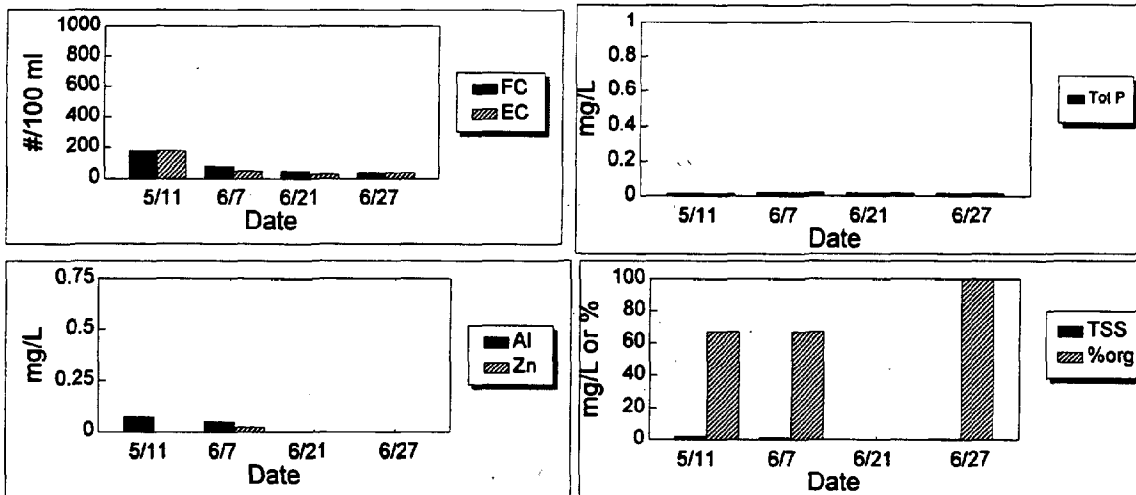 #/100 ml
1000
800
600
400
200
0
5/11 6/7 6/21 6/27
Date
FC
EC
mg/L
1
0.8
0.6
0.4
0.2
0
5/11 6/7 6/21 6/27
Date
Tot P
mg/L
0.75
0.5
0.25
0
5/11 6/7 6/21 6/27
Date
Al
Zn
mg/L or %
100
80
60
40
20
0
5/11 6/7 6/21 6/27
Date
TSS
%org